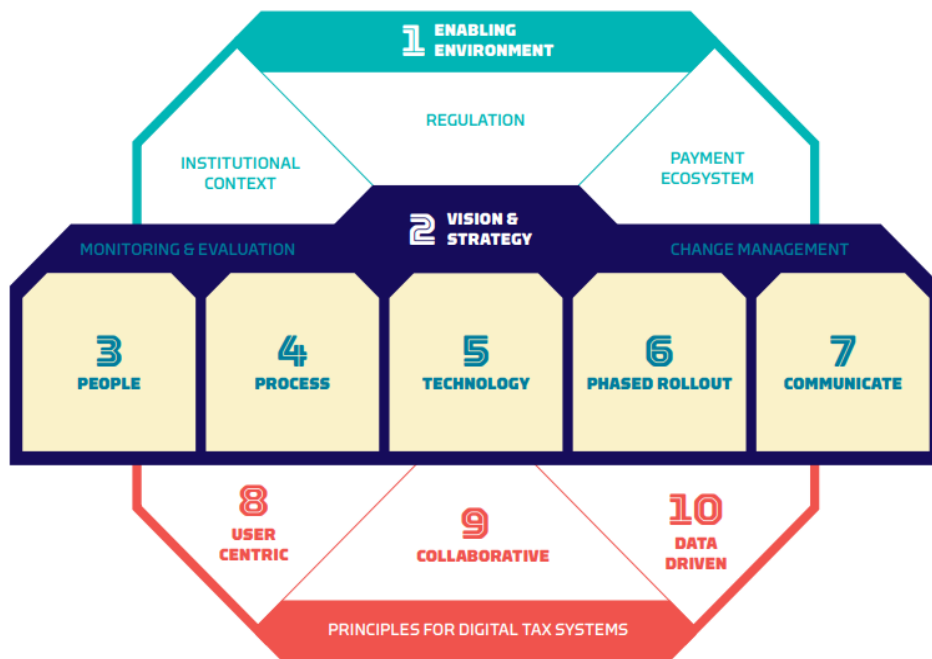 1 ENABLING
ENVIRONMENT
REGULATION
INSTITUTIONAL
CONTEXT
PAYMENT
ECOSYSTEM
2 VISION &
STRATEGY
MONITORING & EVALUATION
CHANGE MANAGEMENT
3
PEOPLE
4
PROCESS
5
TECHNOLOGY
6
PHASED ROLLOUT
7
COMMUNICATE
8
USER
CENTRIC
9
COLLABORATIVE
10
DATA
DRIVEN
PRINCIPLES FOR DIGITAL TAX SYSTEMS